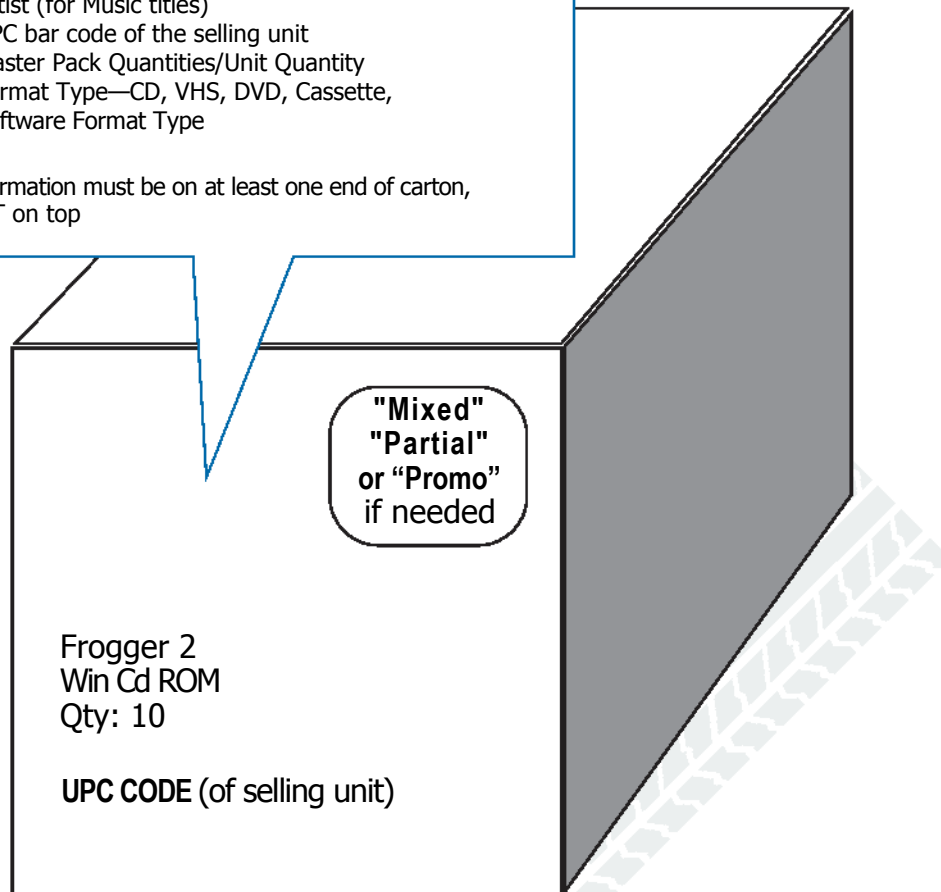 tist (for Music titles)
PC bar code of the selling unit
aster Pack Quantities/Unit Quantity
rmat Type—CD, VHS, DVD, Cassette,
ftware Format Type
rmation must be on at least one end of carton,
T on top
"Mixed"
"Partial"
or “Promo”
if needed
Frogger 2
Win Cd ROM
Qty: 10
UPC CODE (of selling unit)